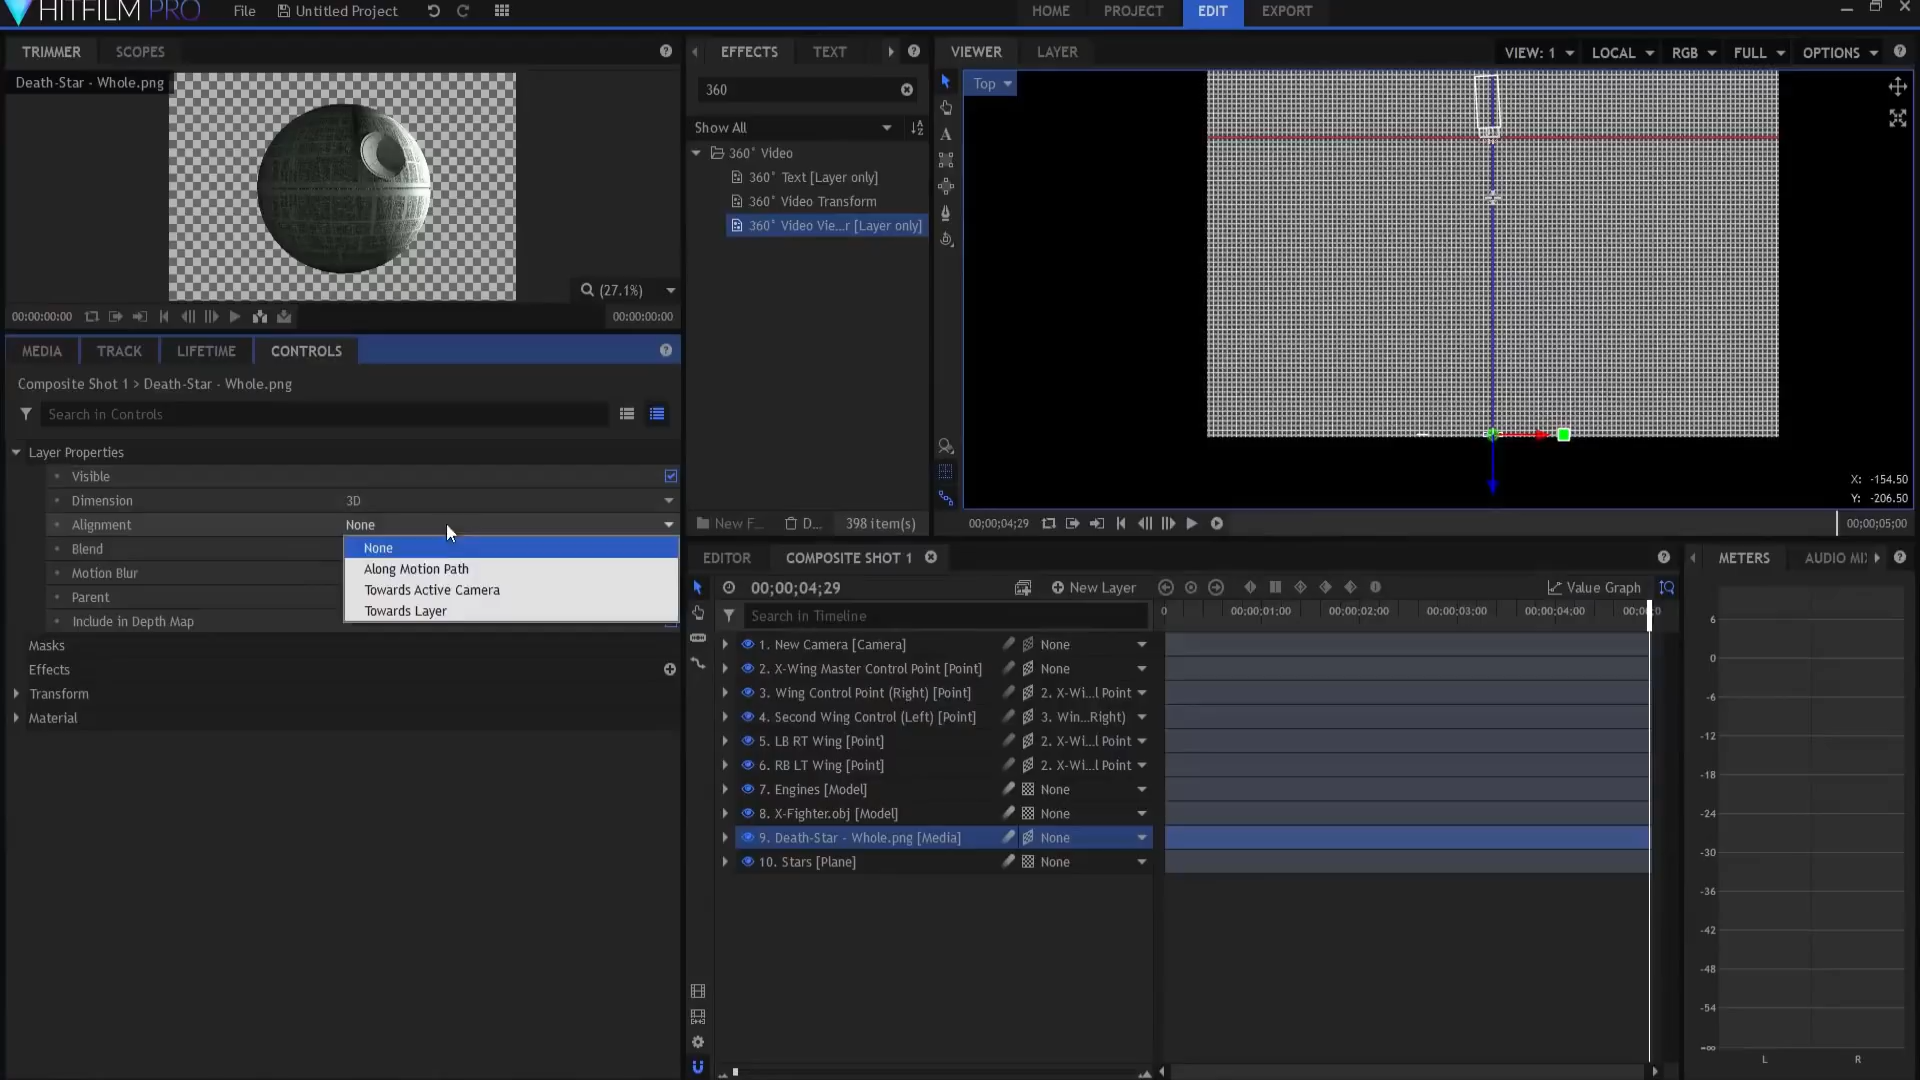 HITFILM PRO
File
Untitled Project
HOME
PROJECT
EDIT
EXPORT
TRIMMER
SCOPES
Death-Star - Whole.png
(27.1%)
00:00:00:00
00:00:00:00
EFFECTS
TEXT
360
Show All
360° Video
360° Text [Layer only]
360° Video Transform
360° Video Vie...r [Layer only]
New F...
D...
398 item(s)
VIEWER
LAYER
VIEW: 1
LOCAL
RGB
FULL
OPTIONS
Top
X: -154.50
Y: -206.50
00;00;04;29
00;00;05;00
MEDIA
TRACK
LIFETIME
CONTROLS
Composite Shot 1 > Death-Star - Whole.png
Search in Controls
Layer Properties
Visible
Dimension
3D
Alignment
None
Blend
Motion Blur
Parent
Include in Depth Map
None
Along Motion Path
Towards Active Camera
Towards Layer
Masks
Effects
Transform
Material
EDITOR
COMPOSITE SHOT 1
00;00;04;29
New Layer
Value Graph
Search in Timeline
0
00;00;01;00
00;00;02;00
00;00;03;00
00;00;04;00
1. New Camera [Camera]
None
2. X-Wing Master Control Point [Point]
None
3. Wing Control Point (Right) [Point]
2. X-Wi...l Point
4. Second Wing Control (Left) [Point]
3. Win...Right)
5. LB RT Wing [Point]
2. X-Wi...l Point
6. RB LT Wing [Point]
2. X-Wi...l Point
7. Engines [Model]
None
8. X-Fighter.obj [Model]
None
9. Death-Star - Whole.png [Media]
None
10. Stars [Plane]
None
METERS
AUDIO MI
6
0
-6
-12
-18
-24
-30
-36
-42
-48
-54
-∞
L
R